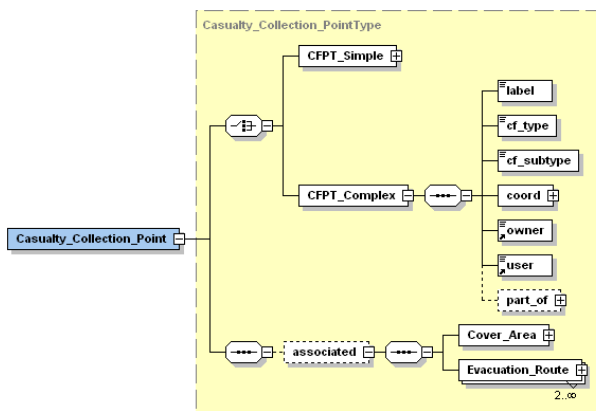 Casualty_Collection_PointType
CFPT_Simple
label
cf_type
cf_subtype
CFPT_Complex
coord
owner
user
part_of
Casualty_Collection_Point
associated
Cover_Area
Evacuation_Route
2..∞